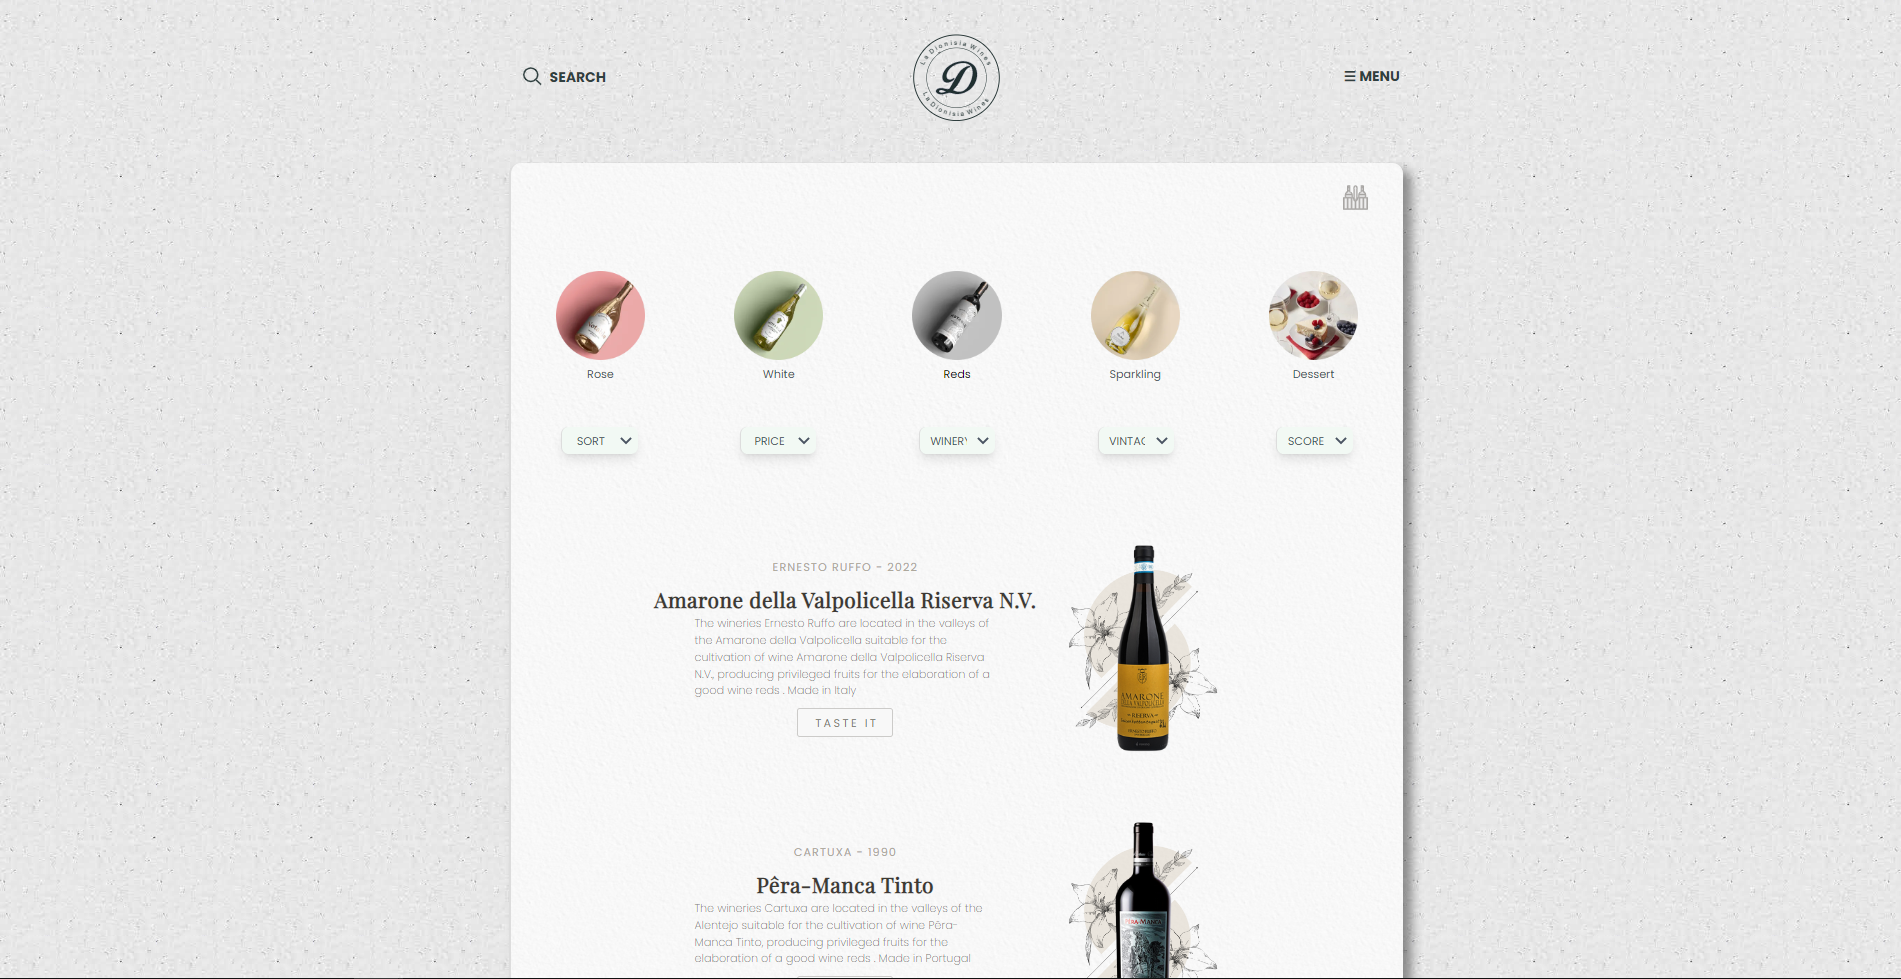 SEARCH
La Dionisia Wines
D
La Dionisia Wines
☰ MENU
Rose
White
Reds
Sparkling
Dessert
SORT
PRICE
WINERY
VINTAG
SCORE
ERNESTO RUFFO - 2022
Amarone della Valpolicella Riserva N.V.
The wineries Ernesto Ruffo are located in the valleys of
the Amarone della Valpolicella suitable for the
cultivation of wine Amarone della Valpolicella Riserva
N.V., producing privileged fruits for the elaboration of a
good wine reds . Made in Italy
TASTE IT
AMARONE
DELLA VALPOLICELLA
RISERVA
CARTUXA - 1990
Pêra-Manca Tinto
The wineries Cartuxa are located in the valleys of the
Alentejo suitable for the cultivation of wine Pêra-
Manca Tinto, producing privileged fruits for the
elaboration of a good wine reds . Made in Portugal
PÊRA-MANCA